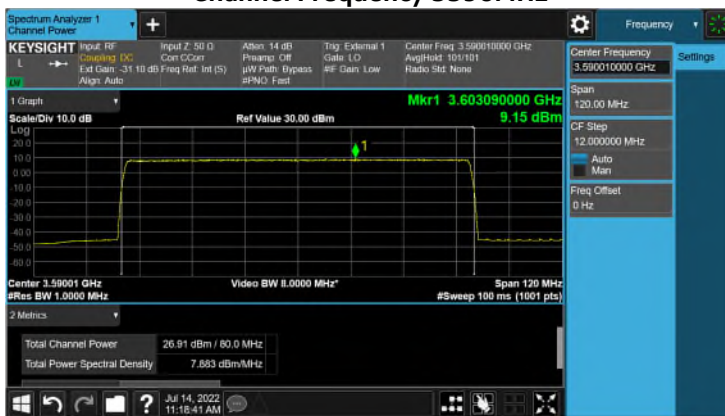 Spectrum Analyzer 1
Channel Power
Frequency
KEYSIGHT
Input: RF
Coupling: DC
Ext Gain: -31.10 dB
Align: Auto
Input Z: 50 Ω
Corr CCorr
Freq Ref: Int (S)
Atten: 14 dB
Preamp: Off
µW Path: Bypass
#PNO: Fast
Trig: External 1
Gate: LO
#IF Gain: Low
Center Freq: 3.590010000 GHz
Avg|Hold: 101/101
Radio Std: None
L
Center Frequency
3.590010000 GHz
Settings
Span
120.00 MHz
CF Step
12.000000 MHz
Auto
Man
Freq Offset
0 Hz
1 Graph
Mkr1 3.603090000 GHz
Scale/Div 10.0 dB
Ref Value 30.00 dBm
9.15 dBm
Log
20.0
10.0
0.00
-10.0
-20.0
-30.0
-40.0
-50.0
-60.0
1
Center 3.59001 GHz
Video BW 8.0000 MHz*
Span 120 MHz
#Res BW 1.0000 MHz
#Sweep 100 ms (1001 pts)
2 Metrics
Total Channel Power
26.91 dBm / 80.0 MHz
Total Power Spectral Density
7.883 dBm/MHz
?
Jul 14, 2022
11:18:41 AM